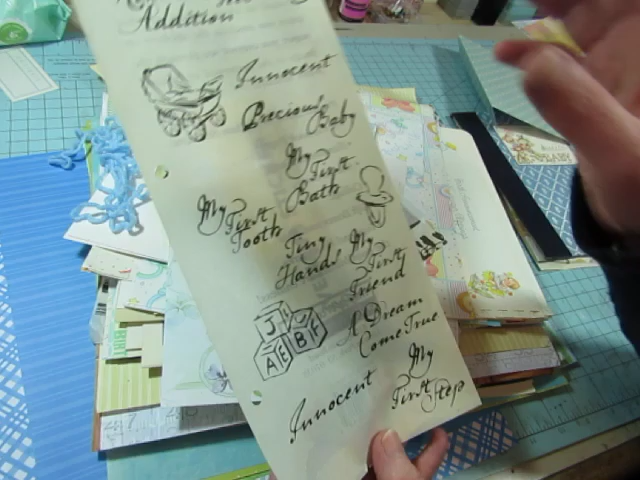 Addition
Innocent
Precious
Baby
My
First
Bath
My
First
Tooth
Tiny
Hands
My
First
Friend
J
A E B F
A Dream
Come True
My
First Step
Innocent